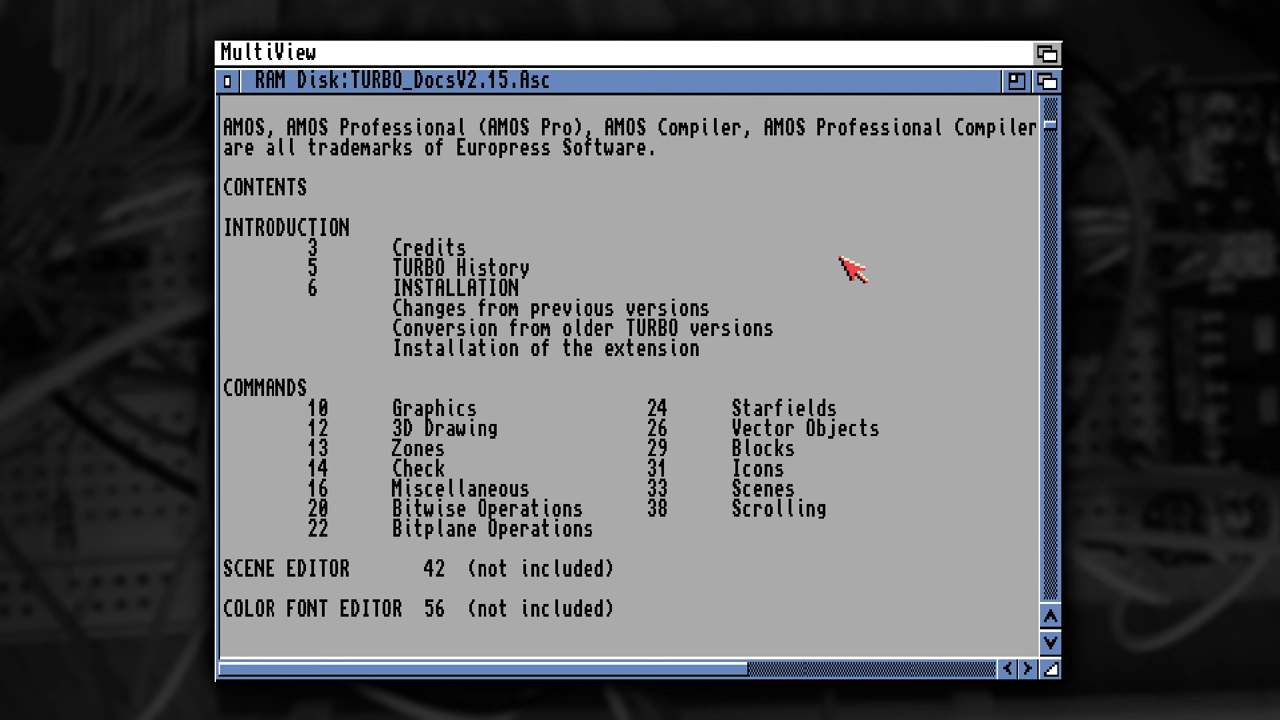 MultiView
RAM Disk:TURBO_DocsV2.15.Asc
AMOS, AMOS Professional (AMOS Pro), AMOS Compiler, AMOS Professional Compiler
are all trademarks of Europress Software.
CONTENTS
INTRODUCTION
3 Credits
5 TURBO History
6 INSTALLATION
Changes from previous versions
Conversion from older TURBO versions
Installation of the extension
COMMANDS
10 Graphics 24 Starfields
12 3D Drawing 26 Vector Objects
13 Zones 29 Blocks
14 Check 31 Icons
16 Miscellaneous 33 Scenes
20 Bitwise Operations 38 Scrolling
22 Bitplane Operations
SCENE EDITOR 42 (not included)
COLOR FONT EDITOR 56 (not included)